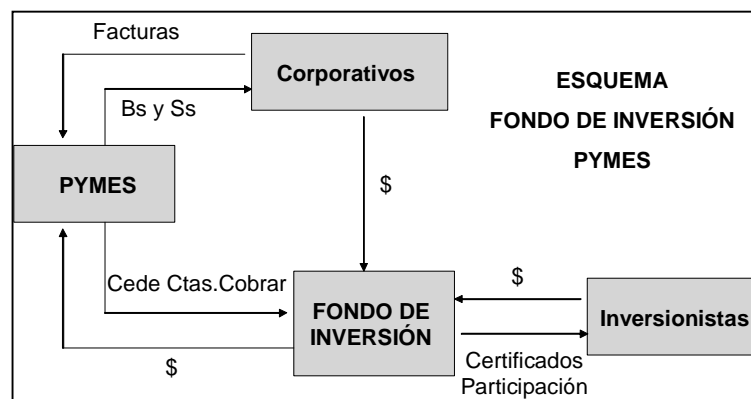 Facturas
Corporativos
ESQUEMA
FONDO DE INVERSIÓN
PYMES
Bs y Ss
PYMES
$
Cede Ctas.Cobrar
FONDO DE
INVERSIÓN
$
Inversionistas
$
Certificados
Participación